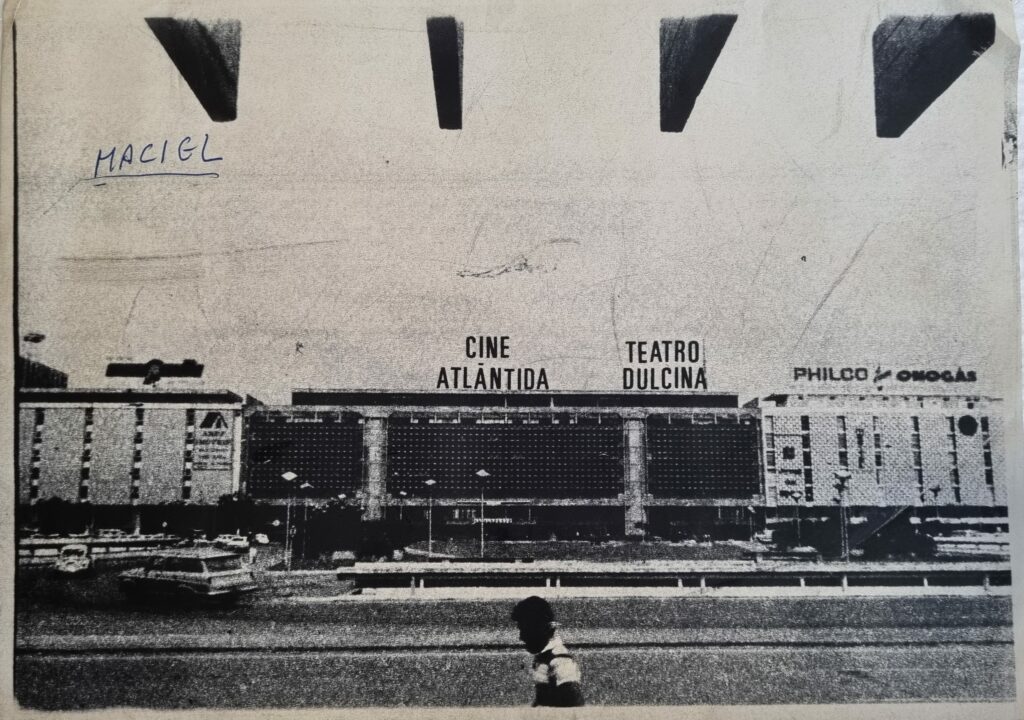 MACIEL
CINE
ATLÂNTIDA
TEATRO
DULCINA
PHILCO
ONOGÁS